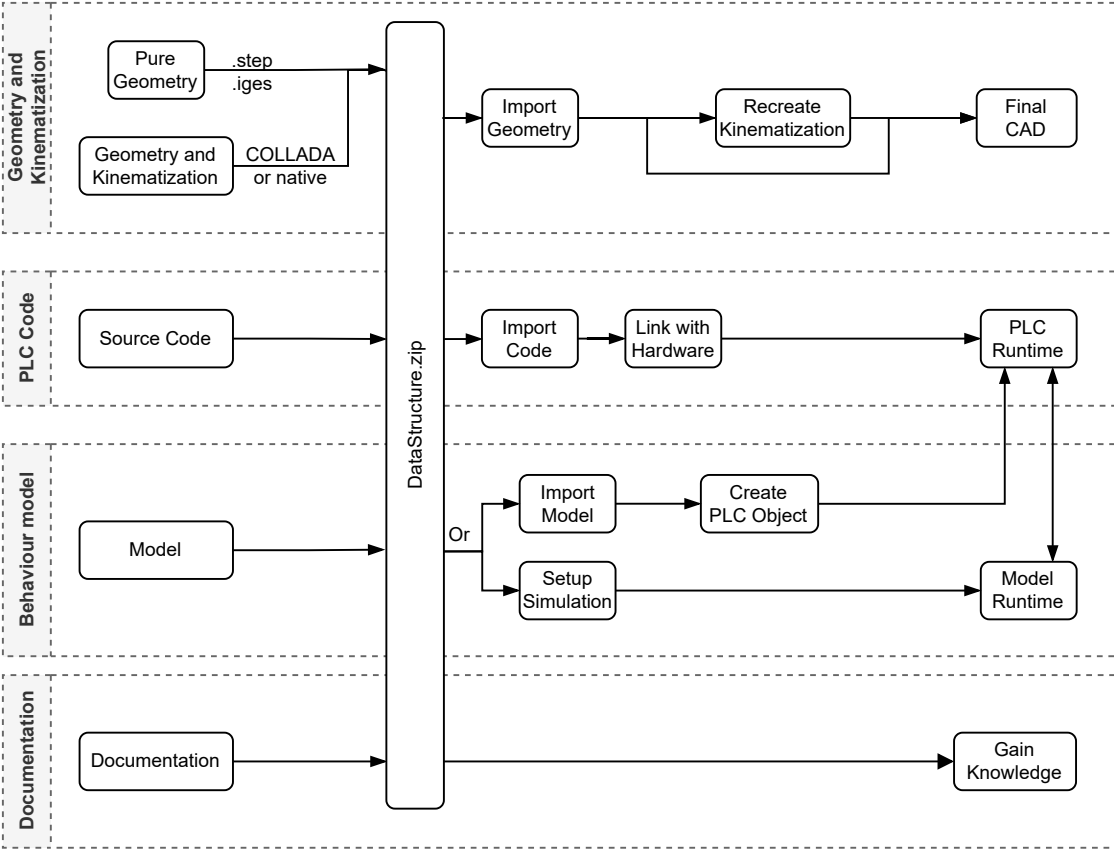 Geometry and
Kinematization
Pure
Geometry
.step
.iges
Geometry and
Kinematization
COLLADA
or native
Import
Geometry
Recreate
Kinematization
Final
CAD
PLC Code
Source Code
DataStructure.zip
Import
Code
Link with
Hardware
PLC
Runtime
Behaviour model
Model
Or
Import
Model
Create
PLC Object
Setup
Simulation
Model
Runtime
Documentation
Documentation
Gain
Knowledge